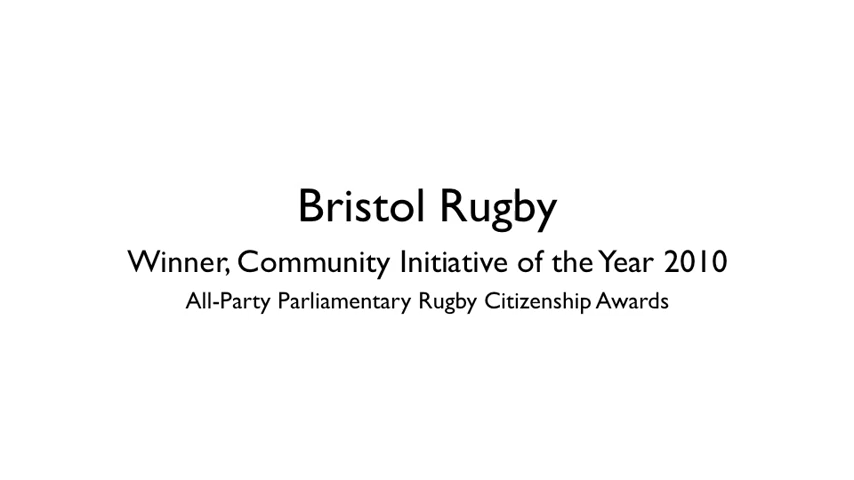 Bristol Rugby
Winner, Community Initiative of the Year 2010
All-Party Parliamentary Rugby Citizenship Awards